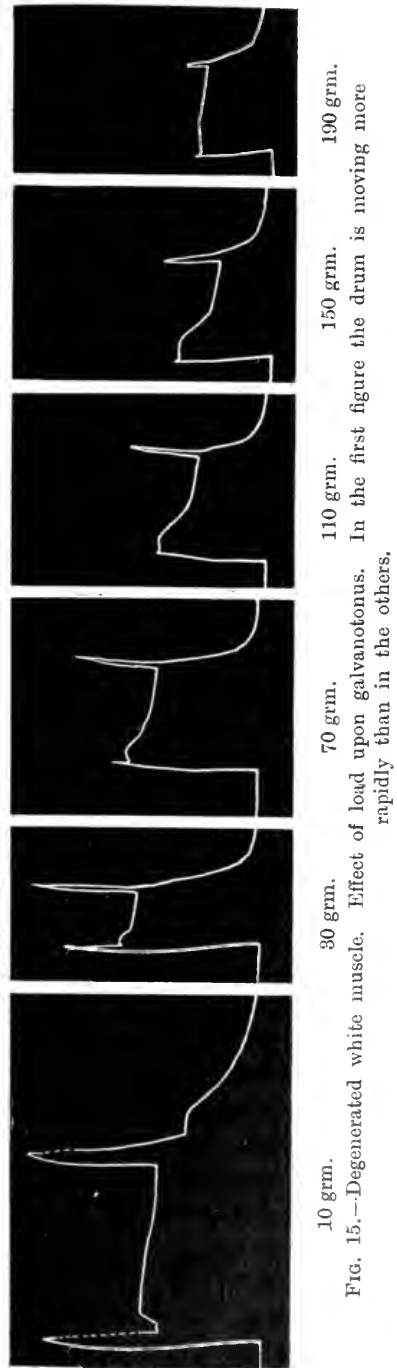 10 grm. 30 grm. 70 grm. 110 grm. 150 grm. 190 grm.
FIG. 15.—Degenerated white muscle. Effect of load upon galvanotonus. In the first figure the drum is moving more
rapidly than in the others.